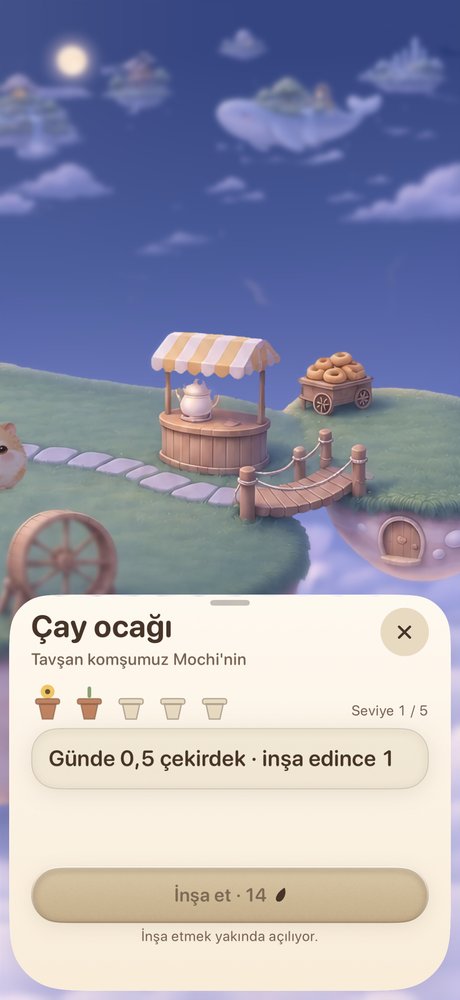 Çay ocağı
Tavşan komşumuz Mochi'nin
Seviye 1 / 5
Günde 0,5 çekirdek · inşa edince 1
İnşa et · 14
İnşa etmek yakında açılıyor.